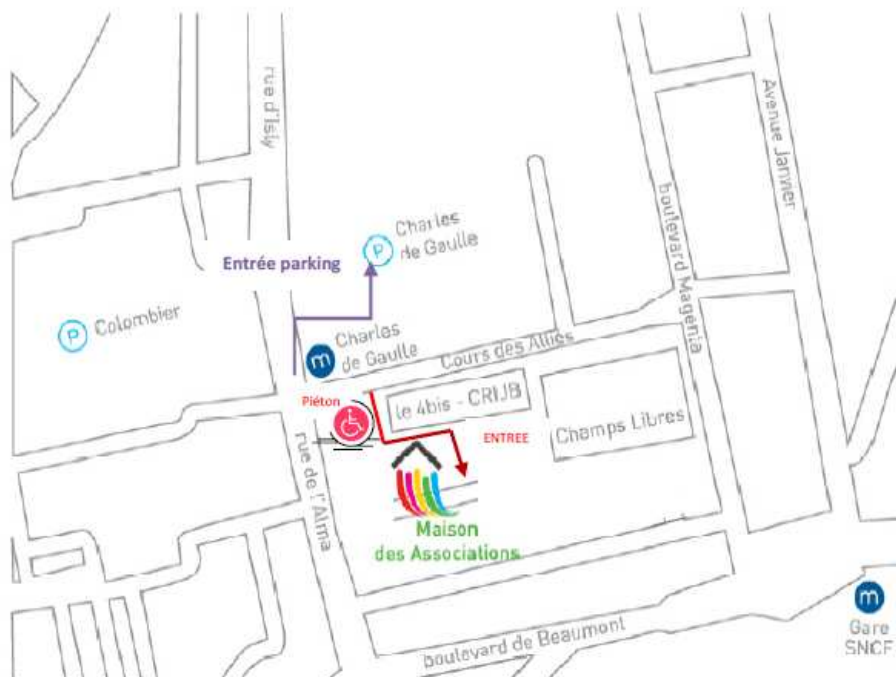 rue d'Isly
Avenue Janvier
boulevard Magenta
Charles
de Gaulle
P
Entrée parking
P
Colombier
m
Charles
de Gaulle
Cours des Alliés
Piéton
le 4bis - CRIJB
ENTREE
Champs Libres
rue de l'Alma
Maison
des Associations
m
Gare
SNCF
boulevard de Beaumont